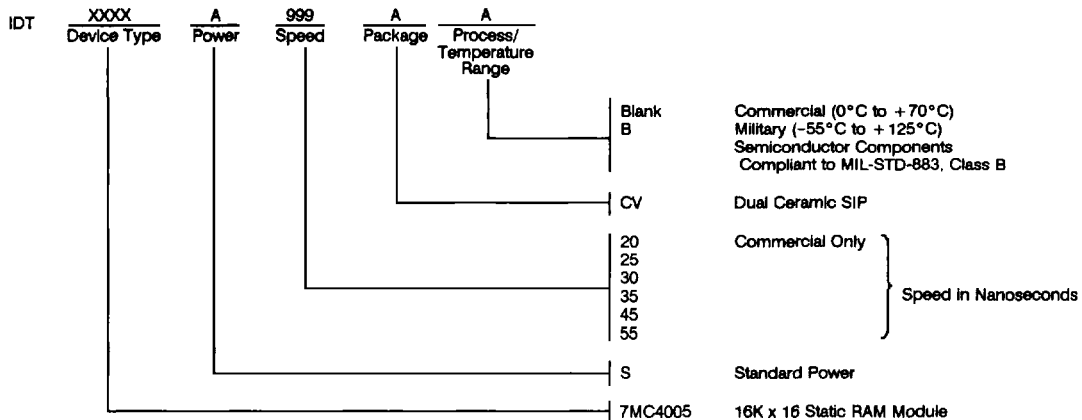 IDT XXXX A 999 A A
Device Type Power Speed Package Process/
Temperature
Range
Blank Commercial (0°C to +70°C)
B Military (-55°C to +125°C)
Semiconductor Components
Compliant to MIL-STD-883, Class B
CV Dual Ceramic SIP
20 Commercial Only
25
30
35 Speed in Nanoseconds
45
55
S Standard Power
7MC4005 16K x 16 Static RAM Module